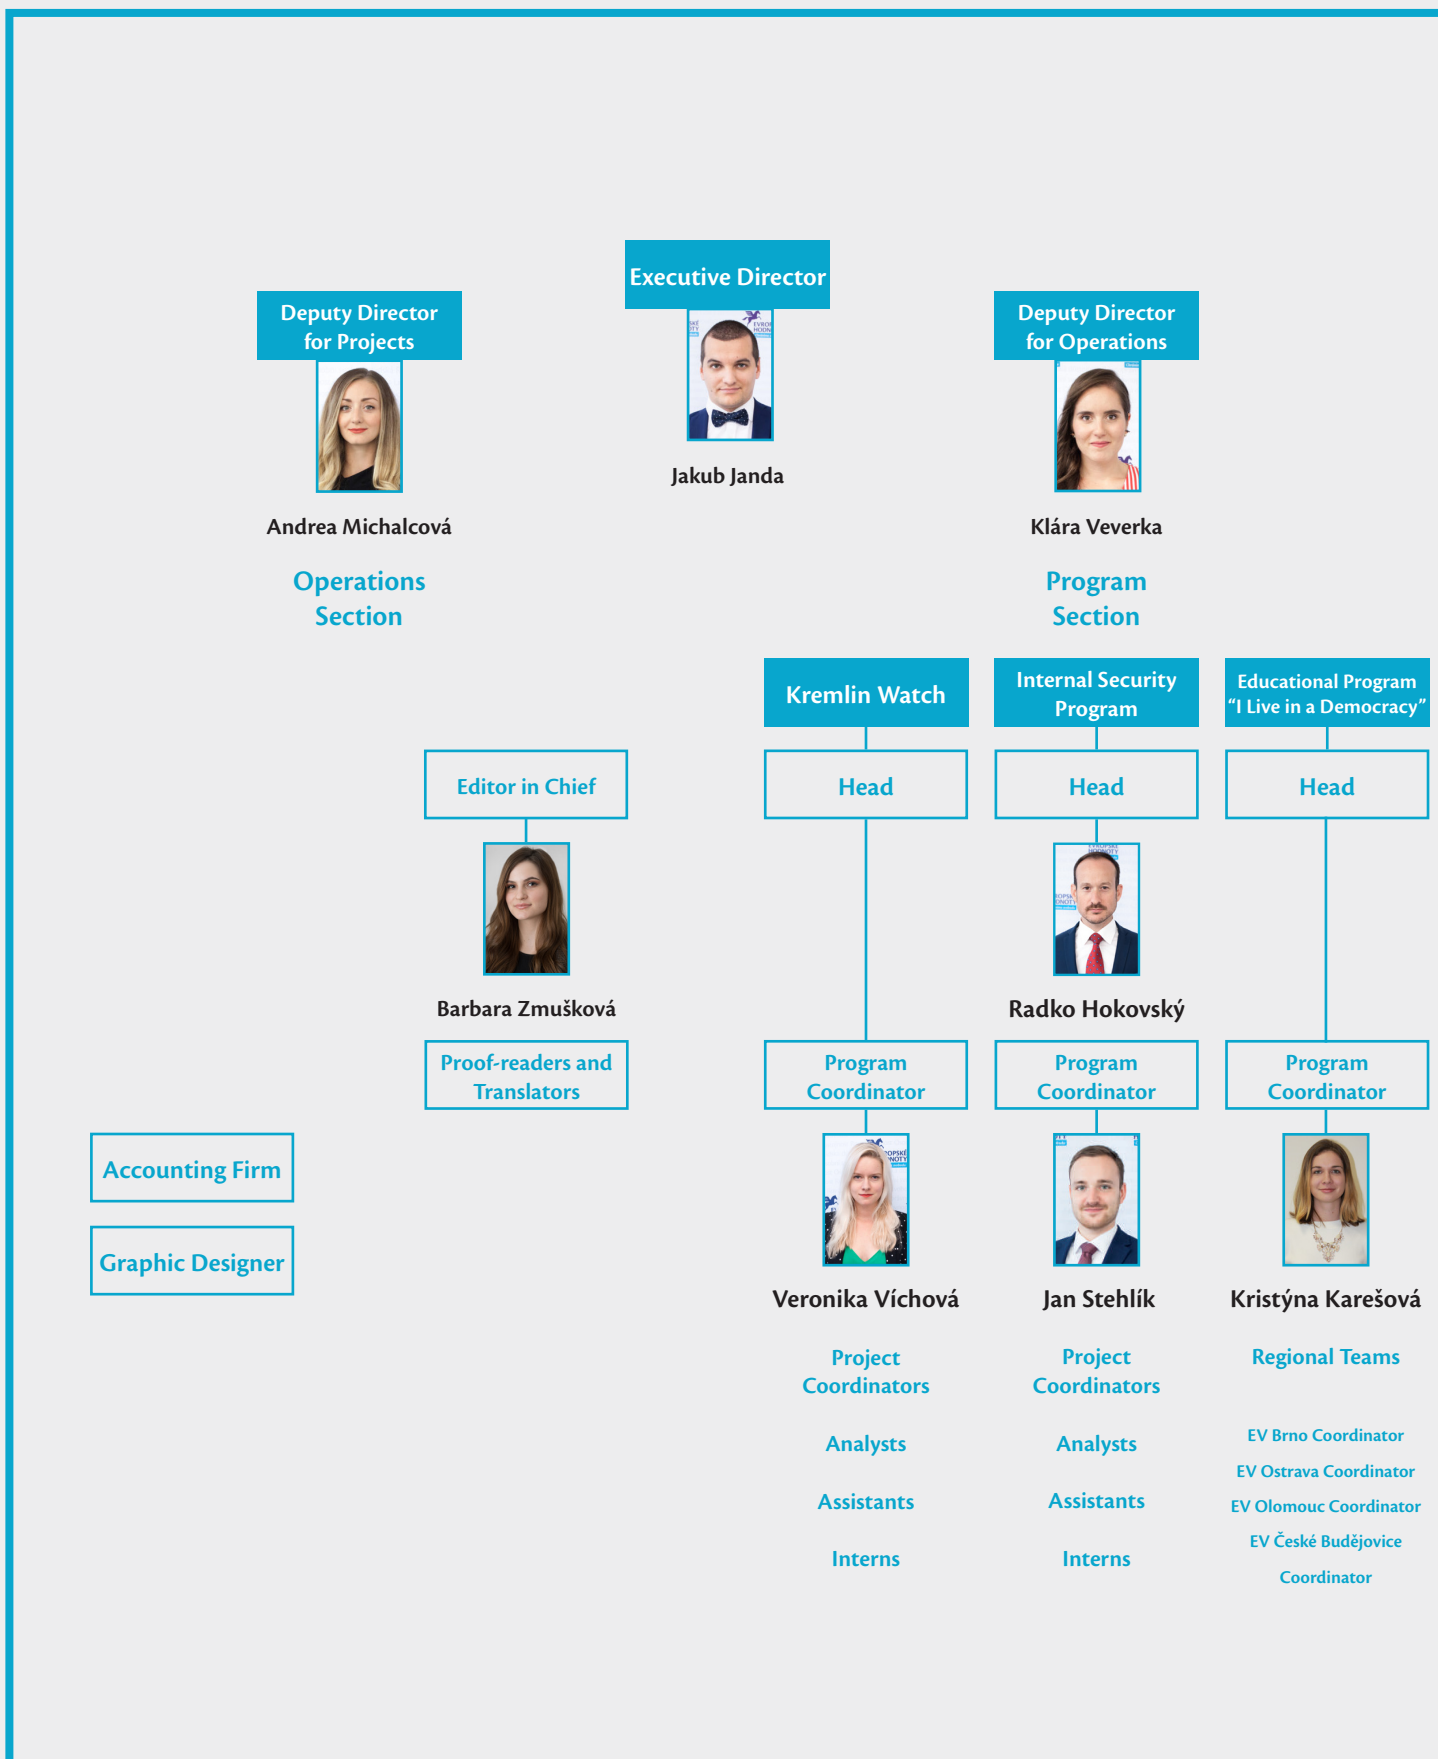 Executive Director
Jakub Janda
Deputy Director
for Projects
Andrea Michalcová
Operations
Section
Deputy Director
for Operations
Klára Veverka
Program
Section
Editor in Chief
Barbara Zmušková
Proof-readers and
Translators
Accounting Firm
Graphic Designer
Kremlin Watch
Head
Program
Coordinator
Veronika Víchová
Project
Coordinators
Analysts
Assistants
Interns
Internal Security
Program
Head
Radko Hokovský
Program
Coordinator
Jan Stehlík
Project
Coordinators
Analysts
Assistants
Interns
Educational Program
“I Live in a Democracy”
Head
Program
Coordinator
Kristýna Karešová
Regional Teams
EV Brno Coordinator
EV Ostrava Coordinator
EV Olomouc Coordinator
EV České Budějovice
Coordinator